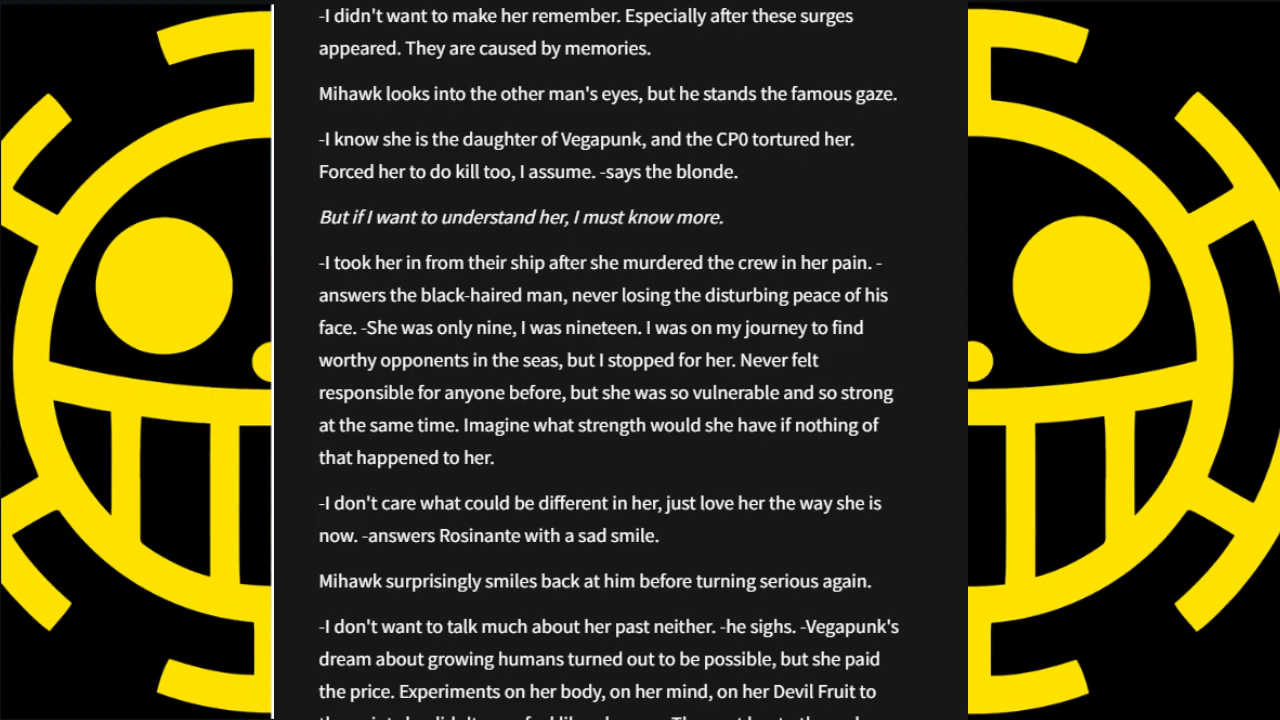 -I didn't want to make her remember. Especially after these surges
appeared. They are caused by memories.
Mihawk looks into the other man's eyes, but he stands the famous gaze.
-I know she is the daughter of Vegapunk, and the CP0 tortured her.
Forced her to do kill too, I assume. -says the blonde.
But if I want to understand her, I must know more.
-I took her in from their ship after she murdered the crew in her pain. -
answers the black-haired man, never losing the disturbing peace of his
face. -She was only nine, I was nineteen. I was on my journey to find
worthy opponents in the seas, but I stopped for her. Never felt
responsible for anyone before, but she was so vulnerable and so strong
at the same time. Imagine what strength would she have if nothing of
that happened to her.
-I don't care what could be different in her, just love her the way she is
now. -answers Rosinante with a sad smile.
Mihawk surprisingly smiles back at him before turning serious again.
-I don't want to talk much about her past neither. -he sighs. -Vegapunk's
dream about growing humans turned out to be possible, but she paid
the price. Experiments on her body, on her mind, on her Devil Fruit to